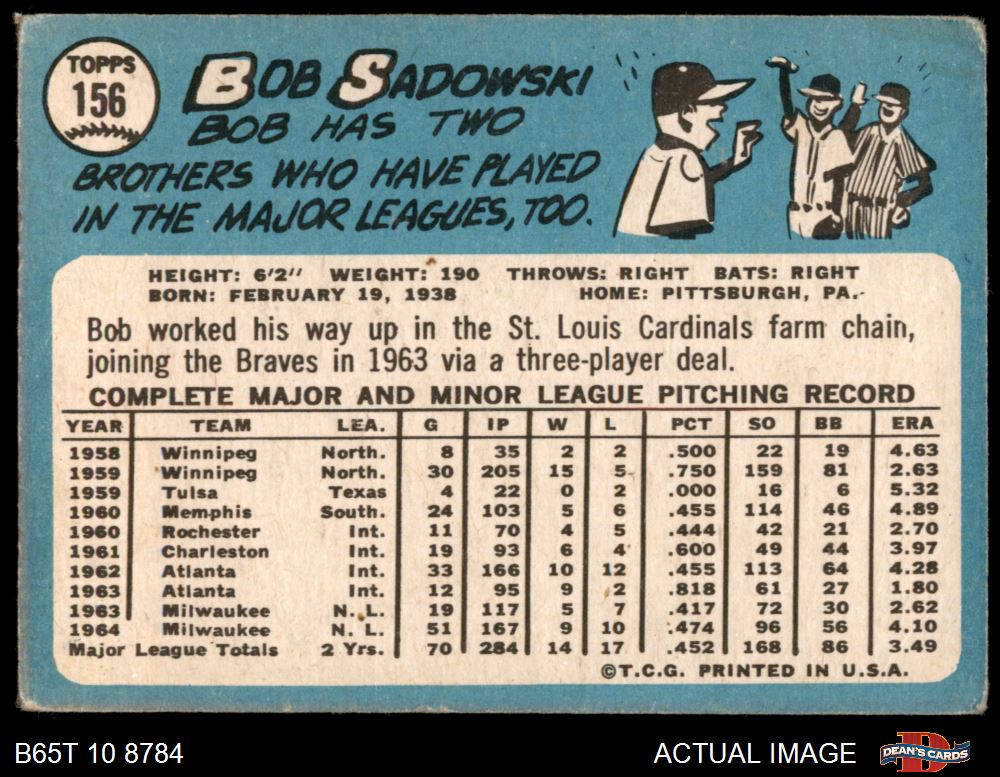 TOPPS
156
BOB SADOWSKI
BOB HAS TWO
BROTHERS WHO HAVE PLAYED
IN THE MAJOR LEAGUES, TOO.
HEIGHT: 6'2" WEIGHT: 190 THROWS: RIGHT BATS: RIGHT
BORN: FEBRUARY 19, 1938 HOME: PITTSBURGH, PA.
Bob worked his way up in the St. Louis Cardinals farm chain,
joining the Braves in 1963 via a three-player deal.
COMPLETE MAJOR AND MINOR LEAGUE PITCHING RECORD
YEAR TEAM LEA. G IP W L PCT SO BB ERA
1958 Winnipeg North. 8 35 2 2 .500 22 19 4.63
1959 Winnipeg North. 30 205 15 5 .750 159 81 2.63
1959 Tulsa Texas 4 22 0 2 .000 16 6 5.32
1960 Memphis South. 24 103 5 6 .455 114 46 4.89
1960 Rochester Int. 11 70 4 5 .444 42 21 2.70
1961 Charleston Int. 19 93 6 4 .600 49 44 3.97
1962 Atlanta Int. 33 166 10 12 .455 113 64 4.28
1963 Atlanta Int. 12 95 9 2 .818 61 27 1.80
1963 Milwaukee N. L. 19 117 5 7 .417 72 30 2.62
1964 Milwaukee N. L. 51 167 9 10 .474 96 56 4.10
Major League Totals 2 Yrs. 70 284 14 17 .452 168 86 3.49
©T.C.G. PRINTED IN U.S.A.
B65T 10 8784 ACTUAL IMAGE DEAN'S CARDS